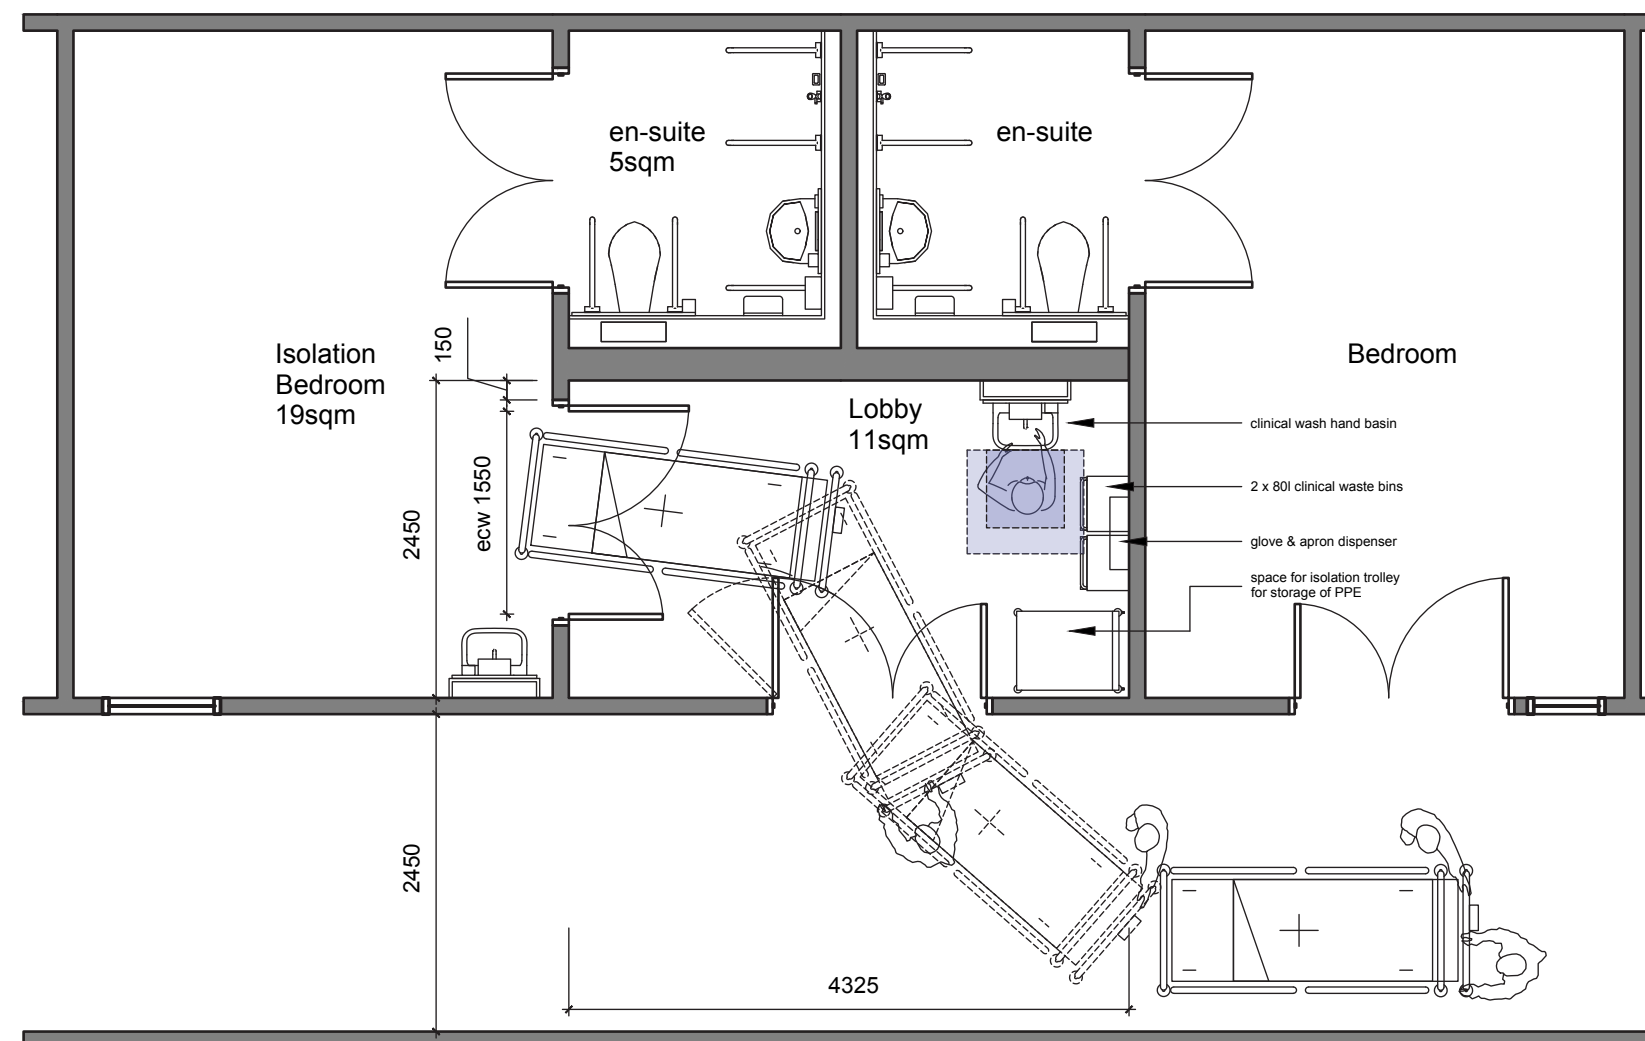 en-suite
5sqm
en-suite
150
Isolation
Bedroom
19sqm
Bedroom
Lobby
11sqm
clinical wash hand basin
2450
ecw 1550
2 x 80l clinical waste bins
glove & apron dispenser
space for isolation trolley
for storage of PPE
2450
4325